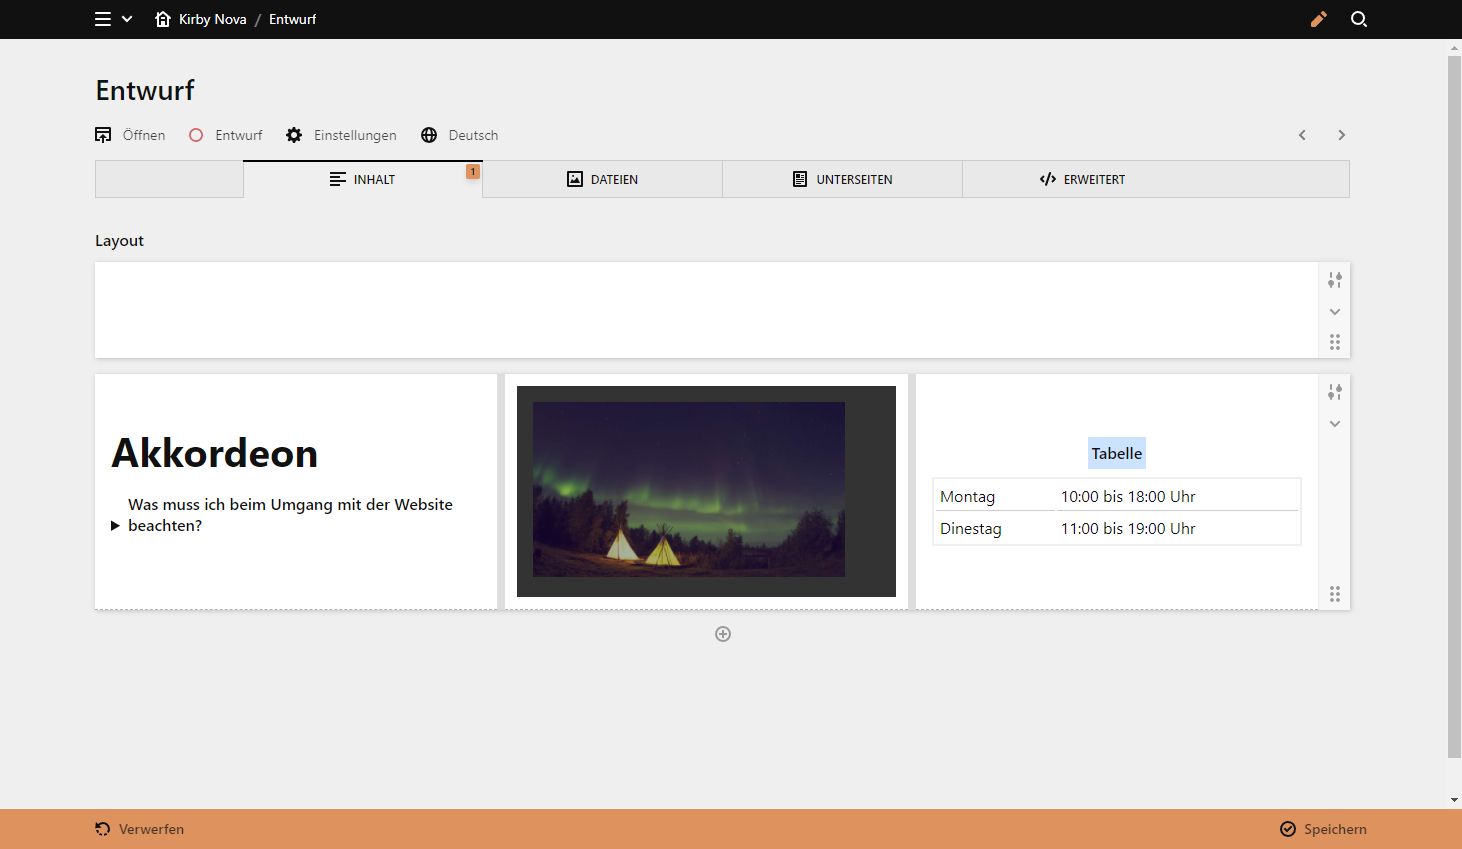 Kirby Nova / Entwurf
Entwurf
Öffnen Entwurf Einstellungen Deutsch
INHALT 1 DATEIEN UNTERSEITEN ERWEITERT
Layout
Akkordeon
Was muss ich beim Umgang mit der Website
beachten?
Tabelle
Montag 10:00 bis 18:00 Uhr
Dinestag 11:00 bis 19:00 Uhr
Verwerfen Speichern